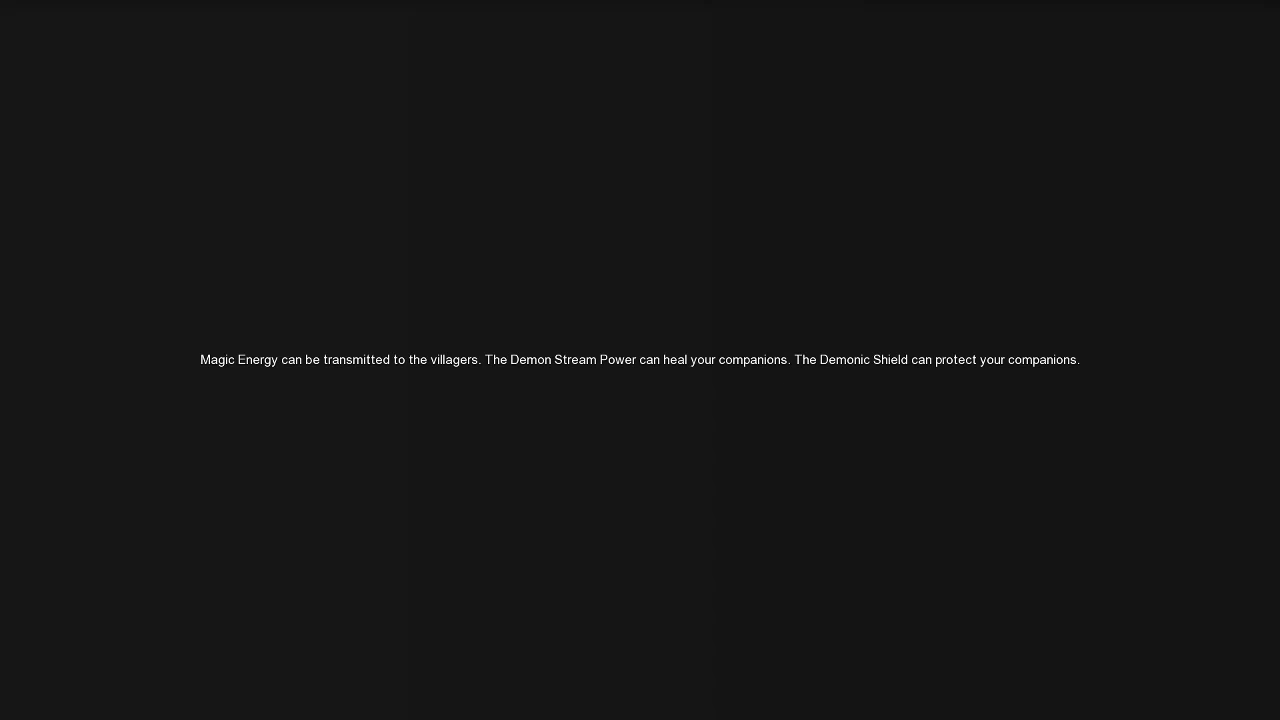 Magic Energy can be transmitted to the villagers. The Demon Stream Power can heal your companions. The Demonic Shield can protect your companions.